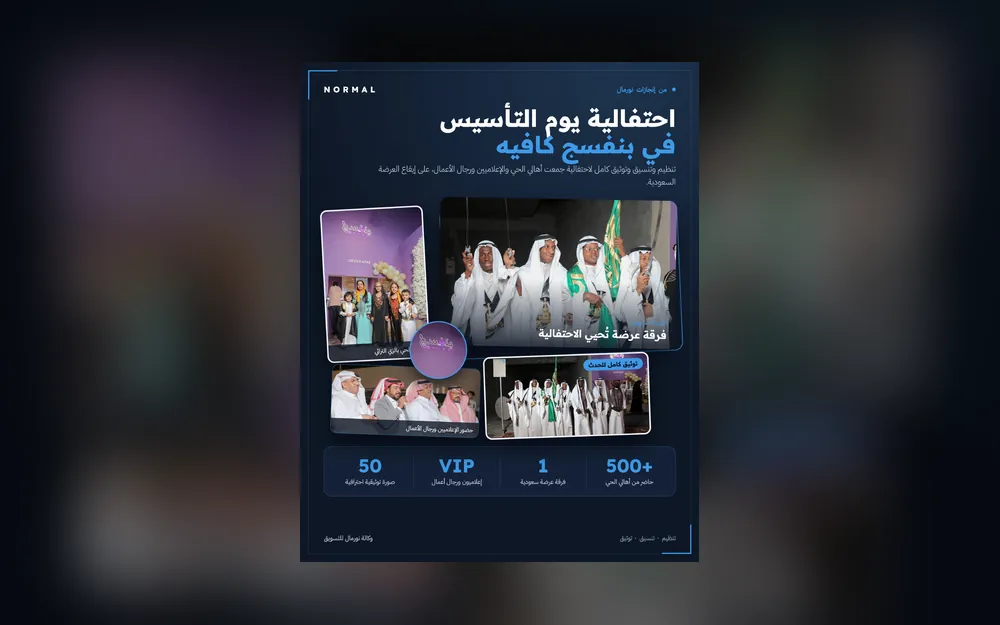 NORMAL
من إنجازات نورمال
احتفالية يوم التأسيس
في بنفسج كافيه
تنظيم وتنسيق وتوثيق كامل لاحتفالية جمعت أهالي الحي والإعلاميين ورجال الأعمال، على إيقاع العرضة
السعودية.
فرقة عرضة تُحيي الاحتفالية
بالزي التراثي
توثيق كامل للحدث
حضور الإعلاميين ورجال الأعمال
500+
حاضر من أهالي الحي
1
فرقة عرضة سعودية
VIP
إعلاميون ورجال أعمال
50
صورة توثيقية احترافية
تنظيم · تنسيق · توثيق
وكالة نورمال للتسويق